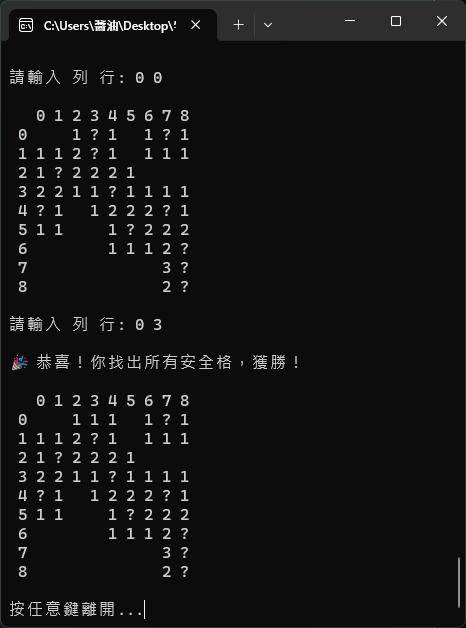 C:\Users\醬油\Desktop\
請輸入 列 行: 0 0
   0 1 2 3 4 5 6 7 8
 0     1 ? 1   1 ? 1
 1 1 1 2 ? 1   1 1 1
 2 1 ? 2 2 2 1
 3 2 2 1 1 ? 1 1 1 1
 4 ? 1   1 2 2 2 ? 1
 5 1 1     1 ? 2 2 2
 6         1 1 1 2 ?
 7               3 ?
 8               2 ?
請輸入 列 行: 0 3
🎉 恭喜！你找出所有安全格，獲勝！
   0 1 2 3 4 5 6 7 8
 0     1 1 1   1 ? 1
 1 1 1 2 ? 1   1 1 1
 2 1 ? 2 2 2 1
 3 2 2 1 1 ? 1 1 1 1
 4 ? 1   1 2 2 2 ? 1
 5 1 1     1 ? 2 2 2
 6         1 1 1 2 ?
 7               3 ?
 8               2 ?
按任意鍵離開...